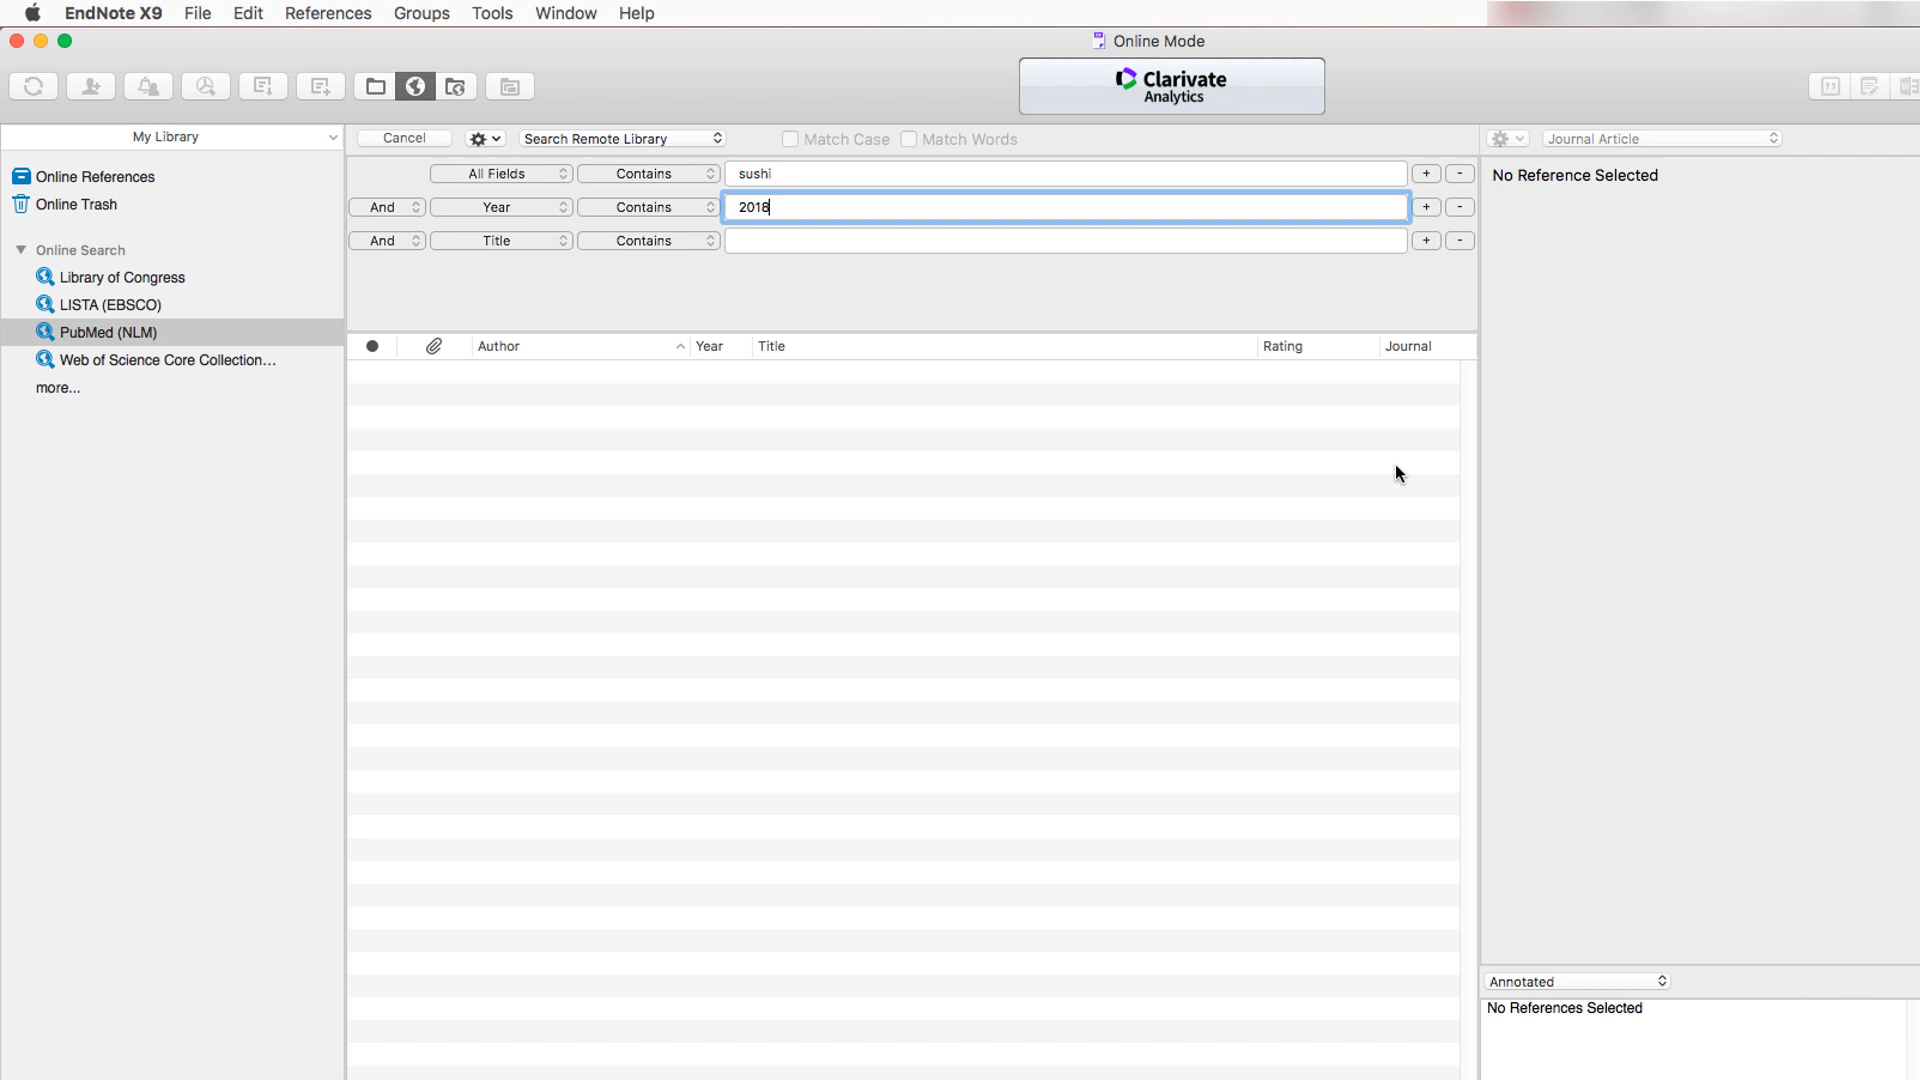 EndNote X9 File Edit References Groups Tools Window Help
Online Mode
Clarivate
Analytics
My Library
Cancel Search Remote Library Match Case Match Words
Journal Article
Online References
Online Trash
Online Search
Library of Congress
LISTA (EBSCO)
PubMed (NLM)
Web of Science Core Collection...
more...
All Fields Contains sushi + -
And Year Contains 2018 + -
And Title Contains + -
Author Year Title Rating Journal
No Reference Selected
Annotated
No References Selected